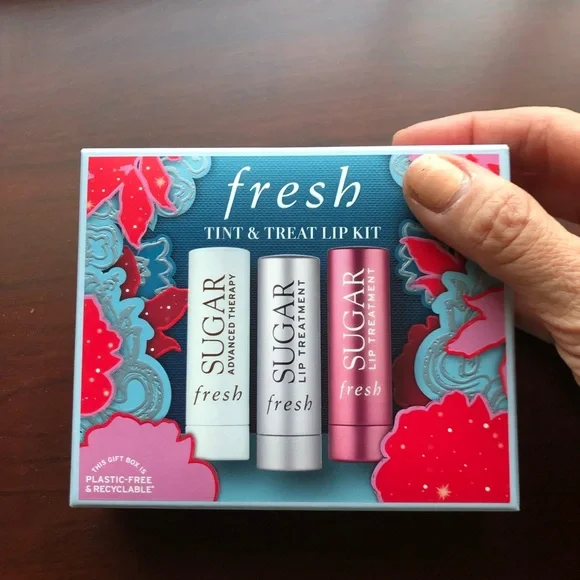 fresh
TINT & TREAT LIP KIT
SUGAR
ADVANCED THERAPY
fresh
SUGAR
LIP TREATMENT
fresh
SUGAR
LIP TREATMENT
fresh
THIS GIFT BOX IS
PLASTIC-FREE
& RECYCLABLE*